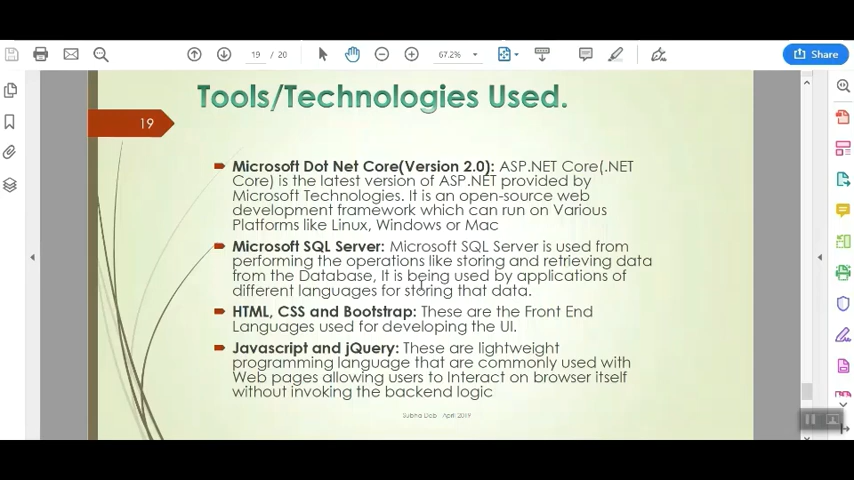 19 / 20
67.2%
Share
Tools/Technologies Used.
19
Microsoft Dot Net Core(Version 2.0): ASP.NET Core(.NET
Core) is the latest version of ASP.NET provided by
Microsoft Technologies. It is an open-source web
development framework which can run on Various
Platforms like Linux, Windows or Mac
Microsoft SQL Server: Microsoft SQL Server is used from
performing the operations like storing and retrieving data
from the Database, It is being used by applications of
different languages for storing that data.
HTML, CSS and Bootstrap: These are the Front End
Languages used for developing the UI.
Javascript and jQuery: These are lightweight
programming language that are commonly used with
Web pages allowing users to Interact on browser itself
without invoking the backend logic
Subha Deb April 2019